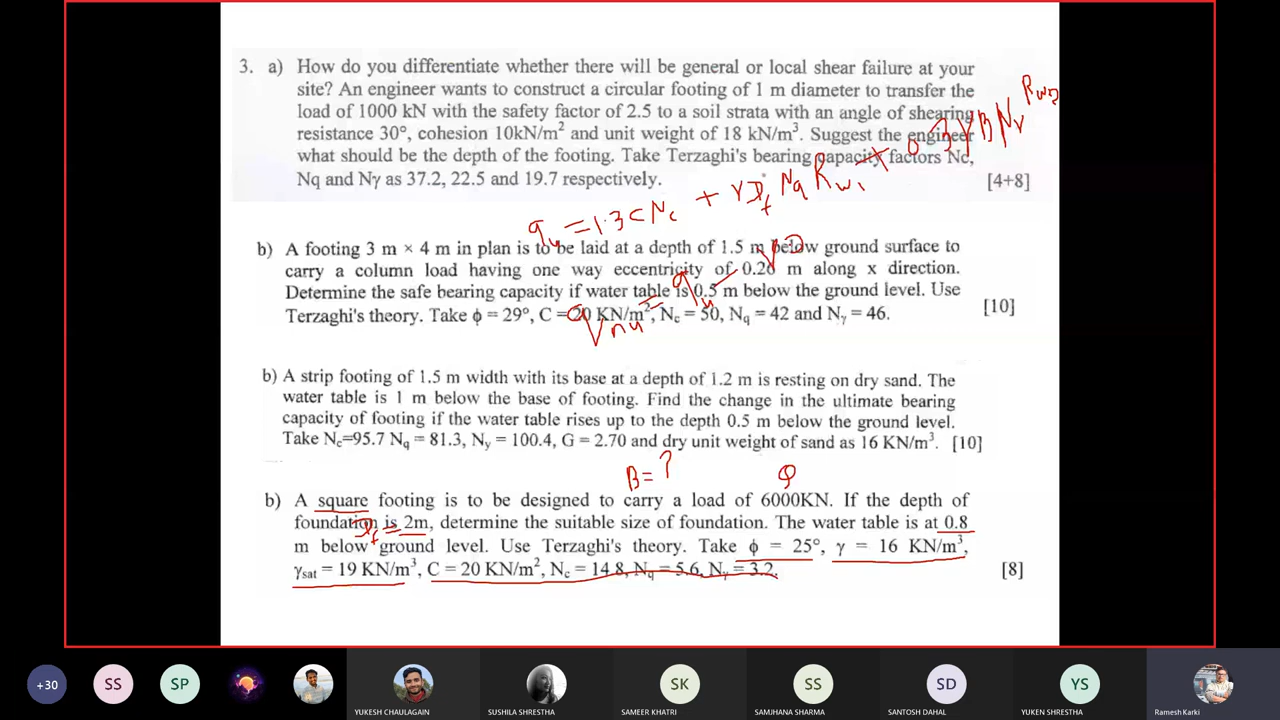 3. a) How do you differentiate whether there will be general or local shear failure at your
site? An engineer wants to construct a circular footing of 1 m diameter to transfer the
load of 1000 kN with the safety factor of 2.5 to a soil strata with an angle of shearing
resistance 30°, cohesion 10kN/m² and unit weight of 18 kN/m³. Suggest the engineer
what should be the depth of the footing. Take Terzaghi's bearing capacity factors Nc,
Nq and Nγ as 37.2, 22.5 and 19.7 respectively. [4+8]
qu = 1.3 C Nc + γ Df Nq Rw1 + 0.3 γ B Nγ Rw2
b) A footing 3 m × 4 m in plan is to be laid at a depth of 1.5 m below ground surface to
carry a column load having one way eccentricity of 0.20 m along x direction.
Determine the safe bearing capacity if water table is 0.5 m below the ground level. Use
Terzaghi's theory. Take ϕ = 29°, C = 20 KN/m², Nc = 50, Nq = 42 and Nγ = 46. [10]
qnu = qu - γD
b) A strip footing of 1.5 m width with its base at a depth of 1.2 m is resting on dry sand. The
water table is 1 m below the base of footing. Find the change in the ultimate bearing
capacity of footing if the water table rises up to the depth 0.5 m below the ground level.
Take Nc=95.7 Nq = 81.3, Nγ = 100.4, G = 2.70 and dry unit weight of sand as 16 KN/m³. [10]
B = ?
b) A square footing is to be designed to carry a load of 6000KN. If the depth of
foundation is 2m, determine the suitable size of foundation. The water table is at 0.8
Df =
m below ground level. Use Terzaghi's theory. Take ϕ = 25°, γ = 16 KN/m³,
γsat = 19 KN/m³, C = 20 KN/m², Nc = 14.8, Nq = 5.6, Nγ = 3.2. [8]
+30
SS
SP
SK
SS
SD
YS
YUKESH CHAULAGAIN
SUSHILA SHRESTHA
SAMEER KHATRI
SAMJHANA SHARMA
SANTOSH DAHAL
YUKEN SHRESTHA
Ramesh Karki